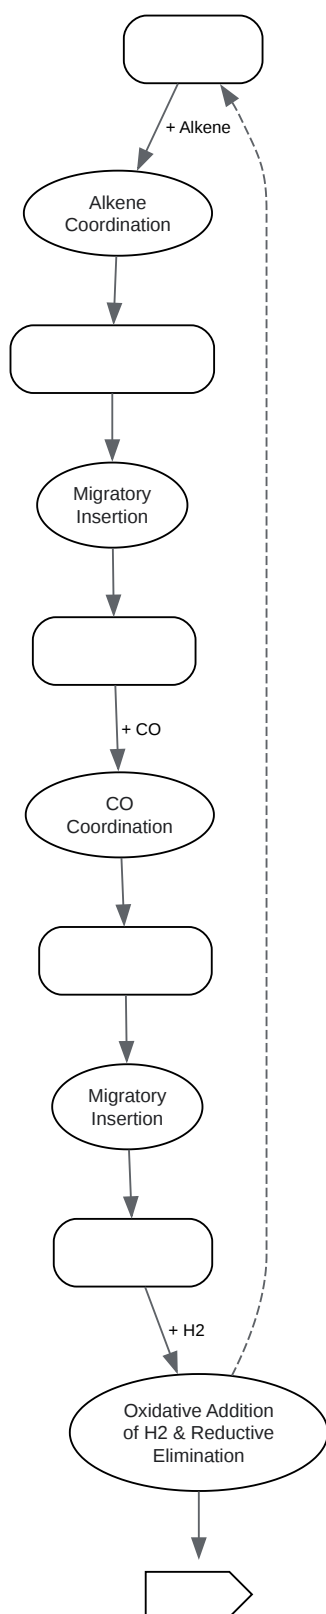 + Alkene
Alkene
Coordination
Migratory
Insertion
+ CO
CO
Coordination
Migratory
Insertion
+ H2
Oxidative Addition
of H2 & Reductive
Elimination